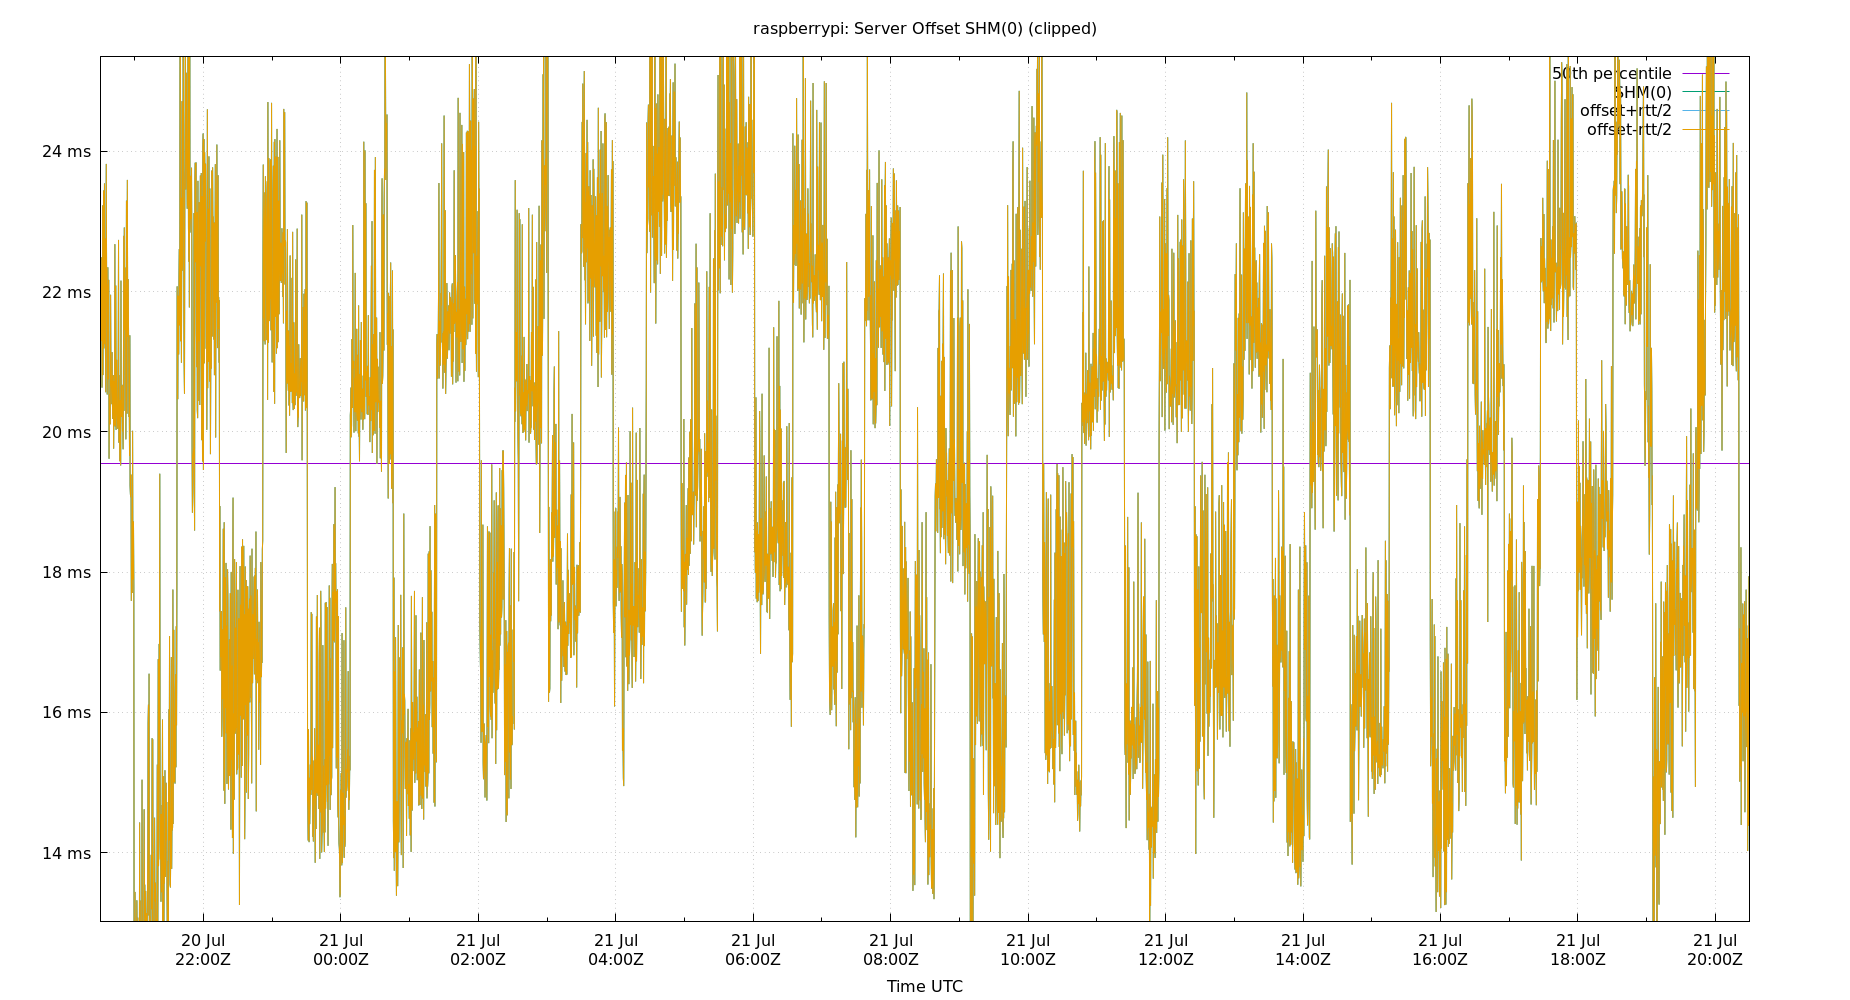 raspberrypi: Server Offset SHM(0) (clipped)
50th percentile
SHM(0)
offset+rtt/2
offset-rtt/2
24 ms
22 ms
20 ms
18 ms
16 ms
14 ms
20 Jul 21 Jul 21 Jul 21 Jul 21 Jul 21 Jul 21 Jul 21 Jul 21 Jul 21 Jul 21 Jul 21 Jul
22:00Z 00:00Z 02:00Z 04:00Z 06:00Z 08:00Z 10:00Z 12:00Z 14:00Z 16:00Z 18:00Z 20:00Z
Time UTC